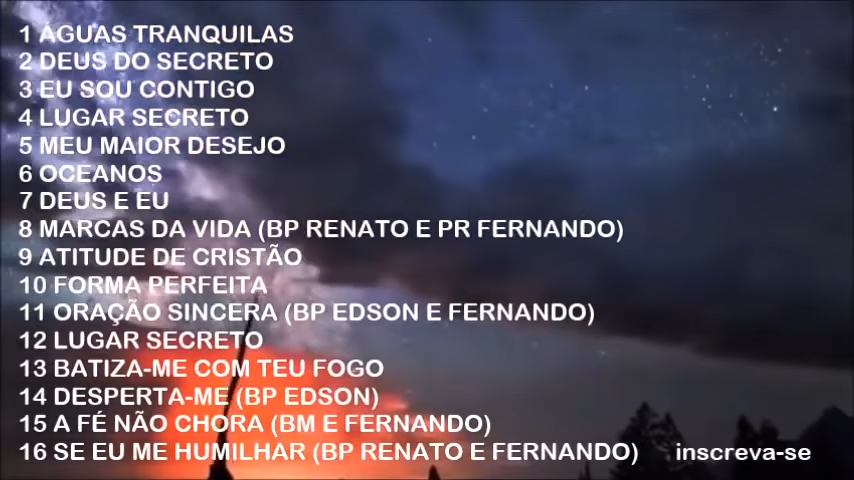 1 ÁGUAS TRANQUILAS
2 DEUS DO SECRETO
3 EU SOU CONTIGO
4 LUGAR SECRETO
5 MEU MAIOR DESEJO
6 OCEANOS
7 DEUS E EU
8 MARCAS DA VIDA (BP RENATO E PR FERNANDO)
9 ATITUDE DE CRISTÃO
10 FORMA PERFEITA
11 ORAÇÃO SINCERA (BP EDSON E FERNANDO)
12 LUGAR SECRETO
13 BATIZA-ME COM TEU FOGO
14 DESPERTA-ME (BP EDSON)
15 A FÉ NÃO CHORA (BM E FERNANDO)
16 SE EU ME HUMILHAR (BP RENATO E FERNANDO) inscreva-se